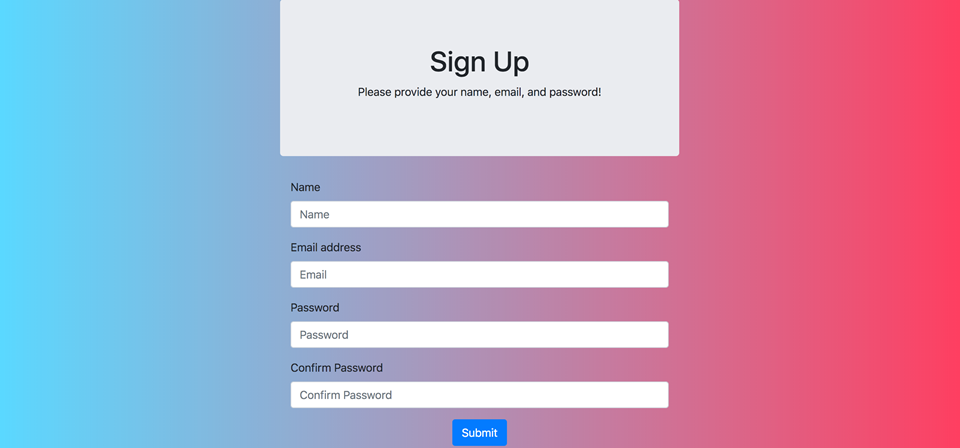 Sign Up
Please provide your name, email, and password!
Name
Name
Email address
Email
Password
Password
Confirm Password
Confirm Password
Submit